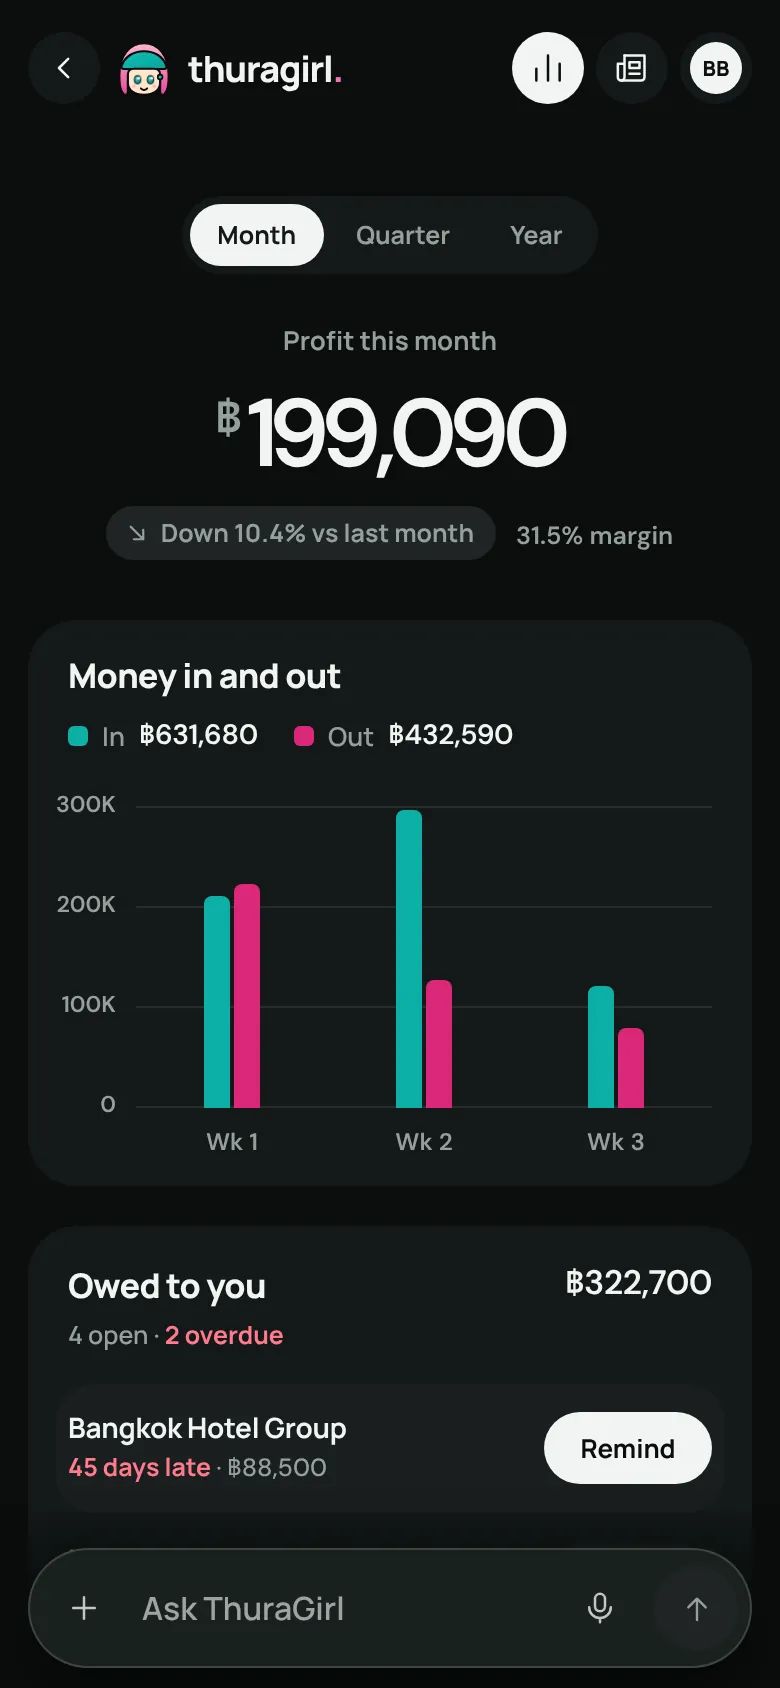 thuragirl.
BB
Month Quarter Year
Profit this month
฿199,090
Down 10.4% vs last month 31.5% margin
Money in and out
In ฿631,680 Out ฿432,590
300K
200K
100K
0
Wk 1 Wk 2 Wk 3
Owed to you ฿322,700
4 open · 2 overdue
Bangkok Hotel Group
45 days late · ฿88,500
Remind
Ask ThuraGirl